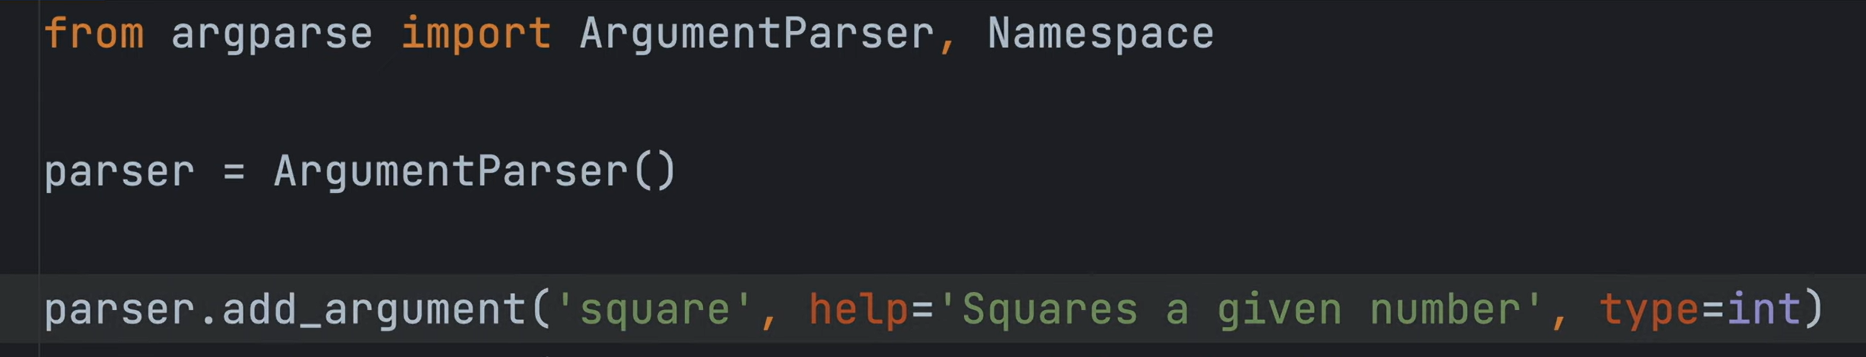 from argparse import ArgumentParser, Namespace
parser = ArgumentParser()
parser.add_argument('square', help='Squares a given number', type=int)